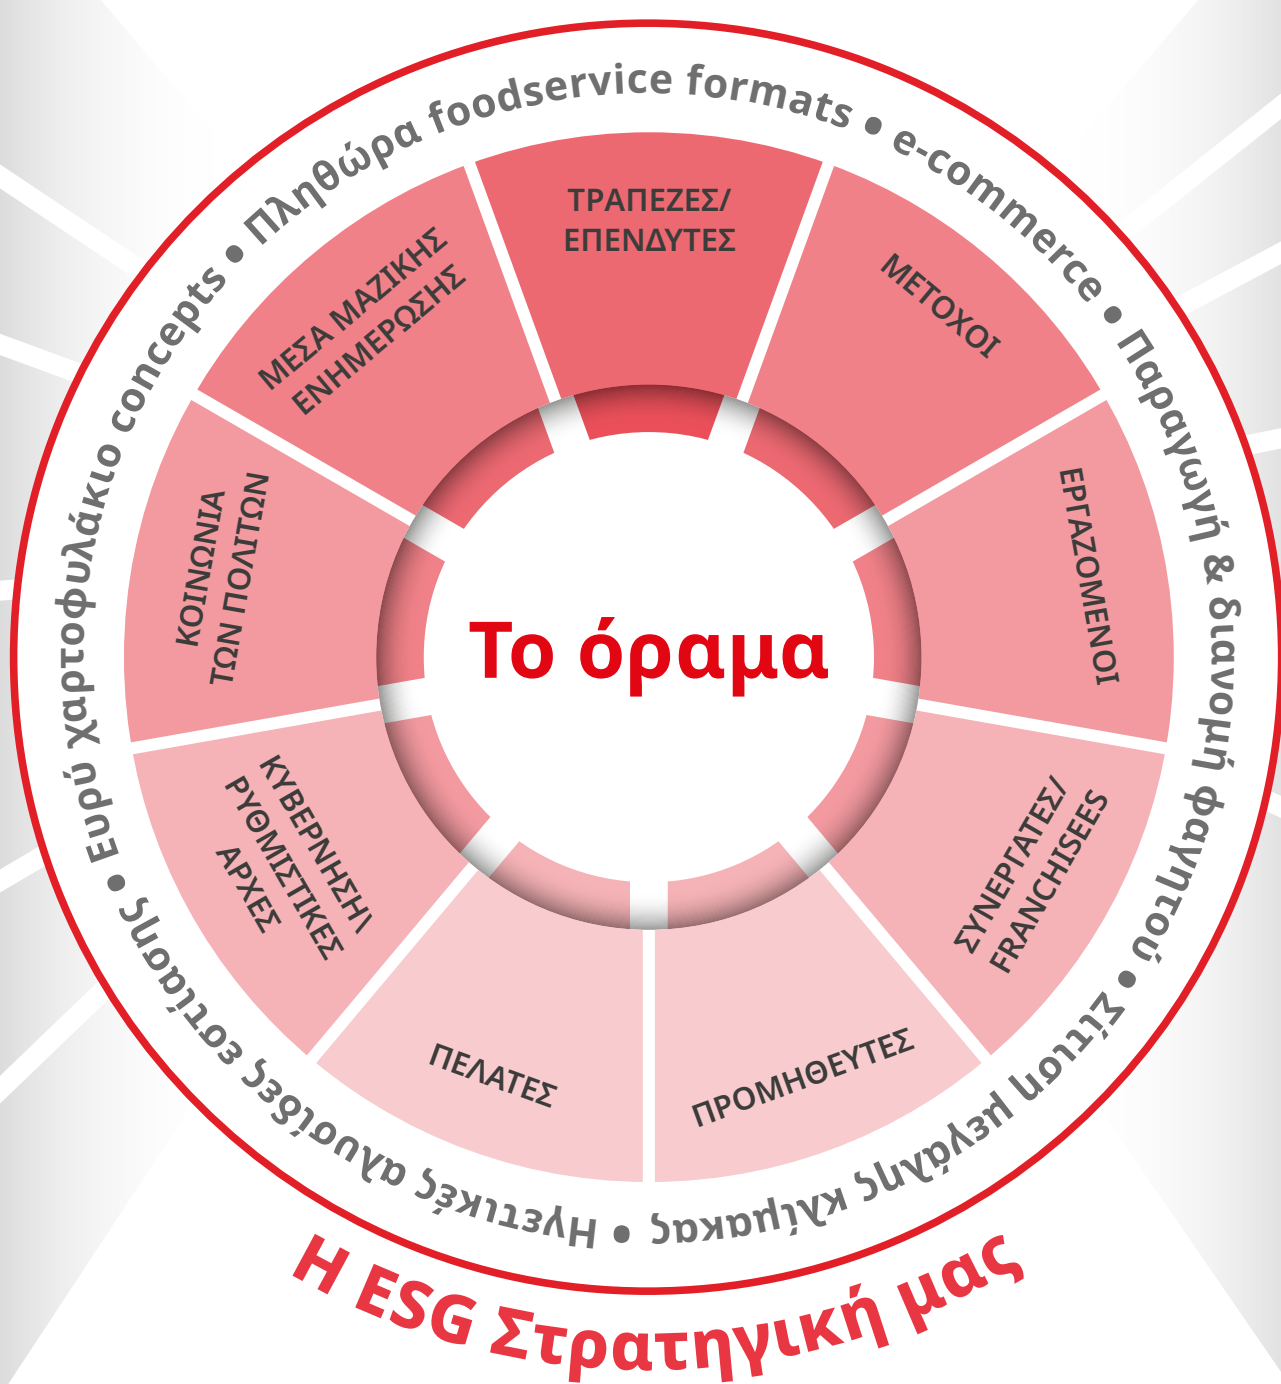 Πληθώρα foodservice formats • e-commerce • Παραγωγή & διανομή φαγητού • Σίτιση μεγάλης κλίμακας • Ηγετικές αλυσίδες εστίασης • Ευρύ χαρτοφυλάκιο concepts •
ΤΡΑΠΕΖΕΣ/
ΕΠΕΝΔΥΤΕΣ
ΜΕΤΟΧΟΙ
ΕΡΓΑΖΟΜΕΝΟΙ
ΣΥΝΕΡΓΑΤΕΣ/
FRANCHISEES
ΠΡΟΜΗΘΕΥΤΕΣ
ΠΕΛΑΤΕΣ
ΚΥΒΕΡΝΗΣΗ\
ΡΥΘΜΙΣΤΙΚΕΣ
ΑΡΧΕΣ
ΚΟΙΝΩΝΙΑ
ΤΩΝ ΠΟΛΙΤΩΝ
ΜΕΣΑ ΜΑΖΙΚΗΣ
ΕΝΗΜΕΡΩΣΗΣ
Το όραμα
Η ESG Στρατηγική μας